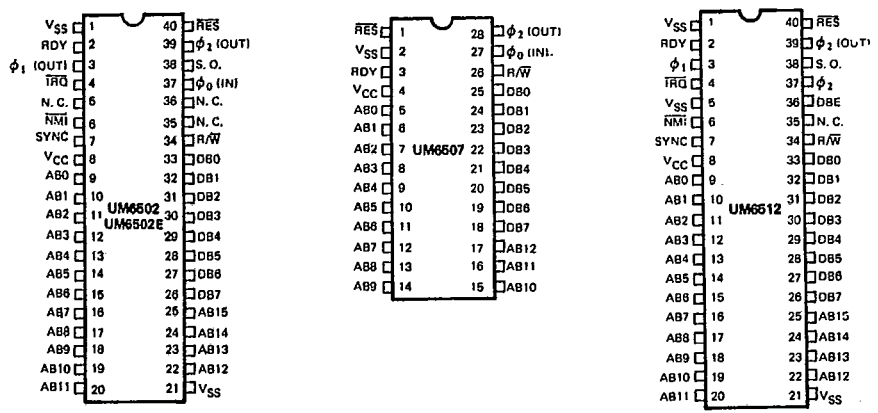 VSS 1 40 RES
RDY 2 39 ϕ2 (OUT)
ϕ1 (OUT) 3 38 S.O.
IRQ 4 37 ϕ0 (IN)
N.C. 5 36 N.C.
NMI 6 35 N.C.
SYNC 7 34 R/W
VCC 8 33 DB0
AB0 9 32 DB1
AB1 10 31 DB2
AB2 11 30 DB3
UM6502
UM6502E
AB3 12 29 DB4
AB4 13 28 DB5
AB5 14 27 DB6
AB6 15 26 DB7
AB7 16 25 AB15
AB8 17 24 AB14
AB9 18 23 AB13
AB10 19 22 AB12
AB11 20 21 VSS
RES 1 28 ϕ2 (OUT)
VSS 2 27 ϕ0 (IN).
RDY 3 26 R/W
VCC 4 25 DB0
AB0 5 24 DB1
AB1 6 23 DB2
AB2 7 22 DB3
UM6507
AB3 8 21 DB4
AB4 9 20 DB5
AB5 10 19 DB6
AB6 11 18 DB7
AB7 12 17 AB12
AB8 13 16 AB11
AB9 14 15 AB10
VSS 1 40 RES
RDY 2 39 ϕ2 (OUT)
ϕ1 3 38 S.O.
IRQ 4 37 ϕ2
VSS 5 36 DBE
NMI 6 35 N.C.
SYNC 7 34 R/W
VCC 8 33 DB0
AB0 9 32 DB1
AB1 10 31 DB2
UM6512
AB2 11 30 DB3
AB3 12 29 DB4
AB4 13 28 DB5
AB5 14 27 DB6
AB6 15 26 DB7
AB7 16 25 AB15
AB8 17 24 AB14
AB9 18 23 AB13
AB10 19 22 AB12
AB11 20 21 VSS